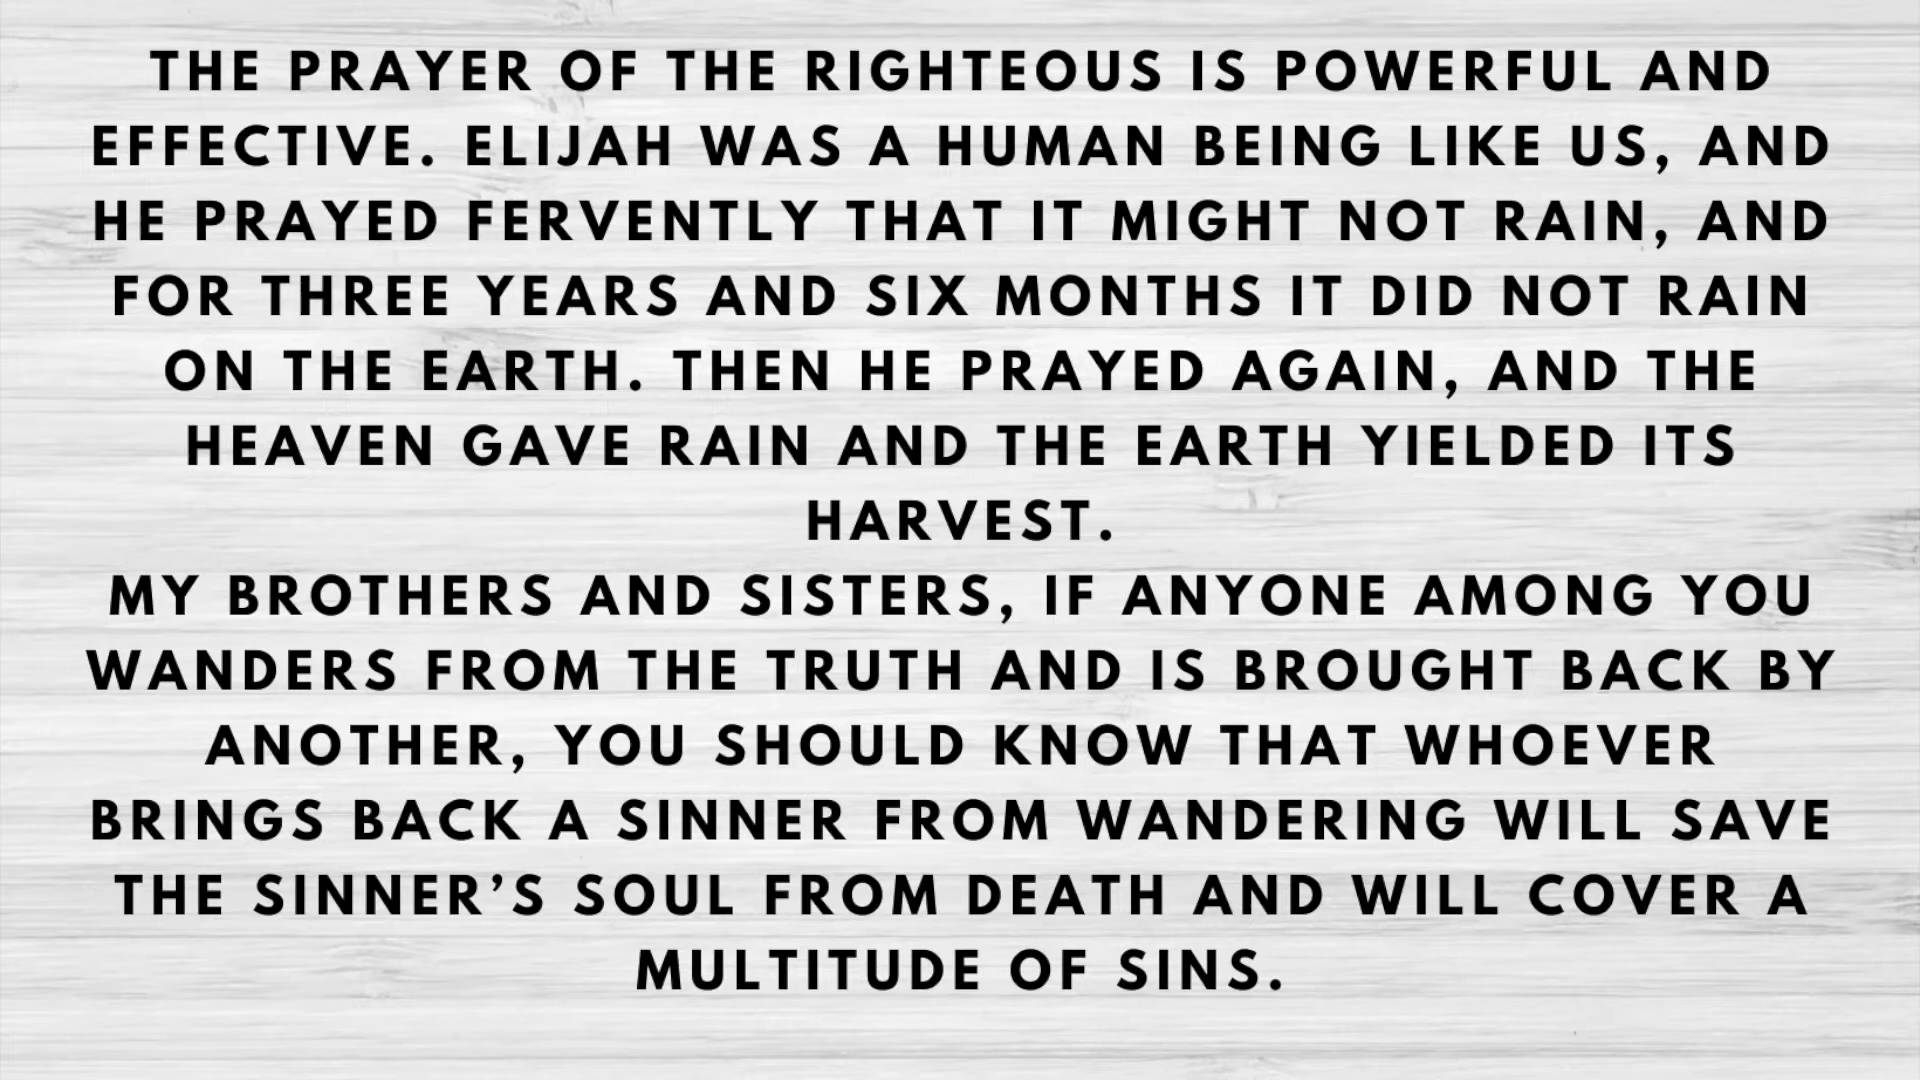 THE PRAYER OF THE RIGHTEOUS IS POWERFUL AND
EFFECTIVE. ELIJAH WAS A HUMAN BEING LIKE US, AND
HE PRAYED FERVENTLY THAT IT MIGHT NOT RAIN, AND
FOR THREE YEARS AND SIX MONTHS IT DID NOT RAIN
ON THE EARTH. THEN HE PRAYED AGAIN, AND THE
HEAVEN GAVE RAIN AND THE EARTH YIELDED ITS
HARVEST.
MY BROTHERS AND SISTERS, IF ANYONE AMONG YOU
WANDERS FROM THE TRUTH AND IS BROUGHT BACK BY
ANOTHER, YOU SHOULD KNOW THAT WHOEVER
BRINGS BACK A SINNER FROM WANDERING WILL SAVE
THE SINNER’S SOUL FROM DEATH AND WILL COVER A
MULTITUDE OF SINS.